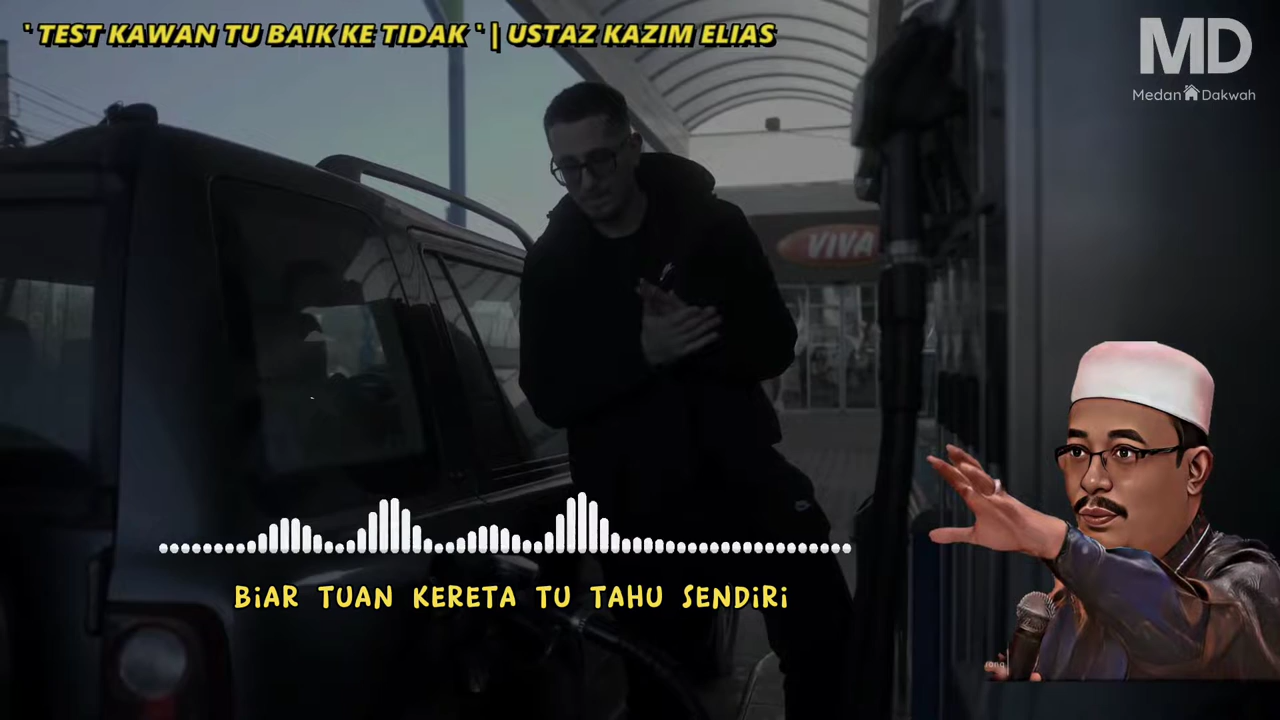 ' TEST KAWAN TU BAIK KE TIDAK ' | USTAZ KAZIM ELIAS
MD
Medan Dakwah
VIVA
BiAR TUAN KERETA TU TAHU SENDiRi